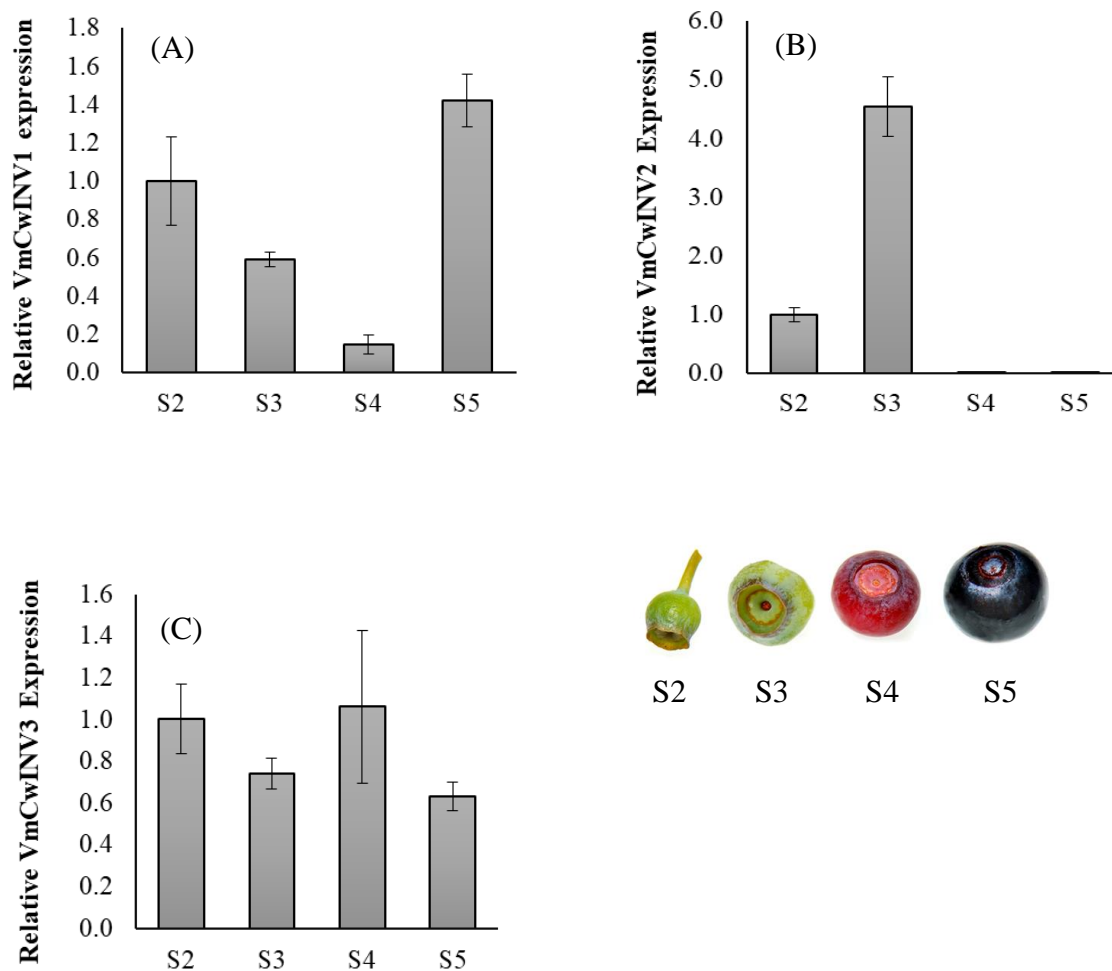 (A)
Relative VmCwINV1 expression
1.8
1.6
1.4
1.2
1.0
0.8
0.6
0.4
0.2
0.0
S2 S3 S4 S5
(B)
Relative VmCwINV2 Expression
6.0
5.0
4.0
3.0
2.0
1.0
0.0
S2 S3 S4 S5
(C)
Relative VmCwINV3 Expression
1.6
1.4
1.2
1.0
0.8
0.6
0.4
0.2
0.0
S2 S3 S4 S5
S2 S3 S4 S5